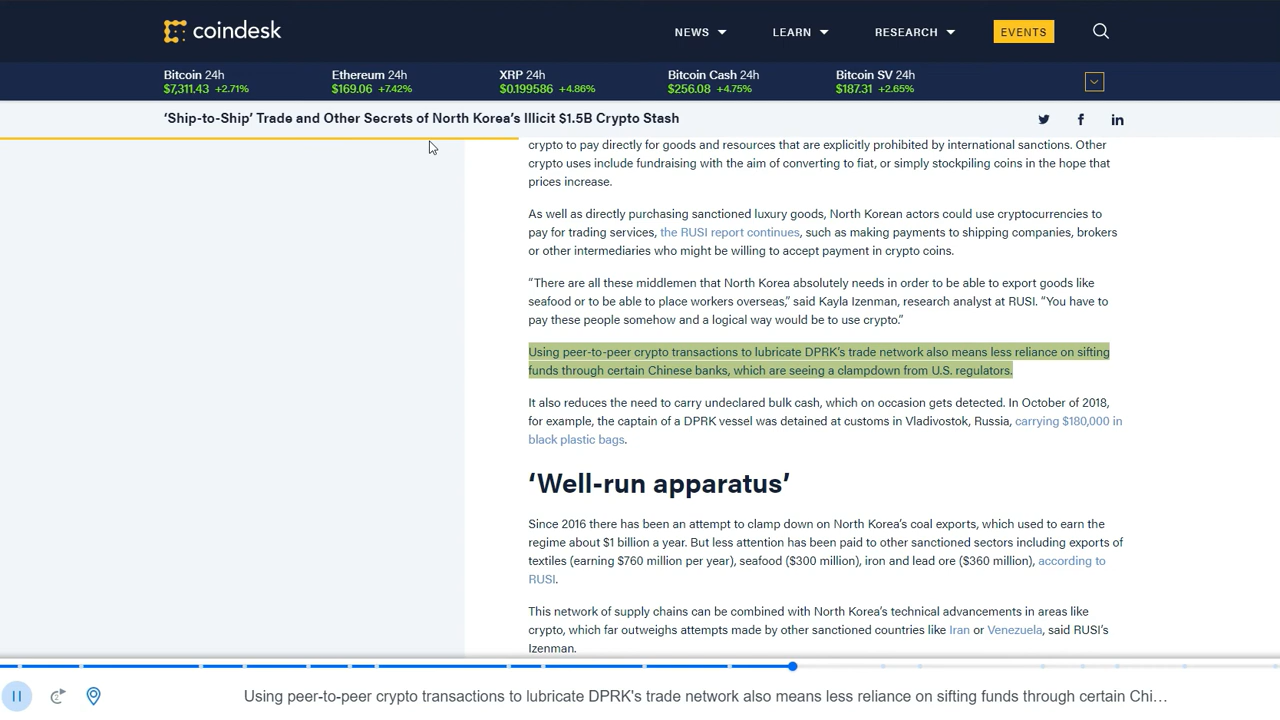 coindesk
NEWS
LEARN
RESEARCH
EVENTS
Bitcoin 24h
$7,311.43 +2.71%
Ethereum 24h
$169.06 +7.42%
XRP 24h
$0.199586 +4.86%
Bitcoin Cash 24h
$256.08 +4.75%
Bitcoin SV 24h
$187.31 +2.65%
‘Ship-to-Ship’ Trade and Other Secrets of North Korea’s Illicit $1.5B Crypto Stash
crypto to pay directly for goods and resources that are explicitly prohibited by international sanctions. Other
crypto uses include fundraising with the aim of converting to fiat, or simply stockpiling coins in the hope that
prices increase.
As well as directly purchasing sanctioned luxury goods, North Korean actors could use cryptocurrencies to
pay for trading services, the RUSI report continues, such as making payments to shipping companies, brokers
or other intermediaries who might be willing to accept payment in crypto coins.
“There are all these middlemen that North Korea absolutely needs in order to be able to export goods like
seafood or to be able to place workers overseas,” said Kayla Izenman, research analyst at RUSI. “You have to
pay these people somehow and a logical way would be to use crypto.”
Using peer-to-peer crypto transactions to lubricate DPRK’s trade network also means less reliance on sifting
funds through certain Chinese banks, which are seeing a clampdown from U.S. regulators.
It also reduces the need to carry undeclared bulk cash, which on occasion gets detected. In October of 2018,
for example, the captain of a DPRK vessel was detained at customs in Vladivostok, Russia, carrying $180,000 in
black plastic bags.
‘Well-run apparatus’
Since 2016 there has been an attempt to clamp down on North Korea’s coal exports, which used to earn the
regime about $1 billion a year. But less attention has been paid to other sanctioned sectors including exports of
textiles (earning $760 million per year), seafood ($300 million), iron and lead ore ($360 million), according to
RUSI.
This network of supply chains can be combined with North Korea’s technical advancements in areas like
crypto, which far outweighs attempts made by other sanctioned countries like Iran or Venezuela, said RUSI’s
Izenman.
Using peer-to-peer crypto transactions to lubricate DPRK's trade network also means less reliance on sifting funds through certain Chi...